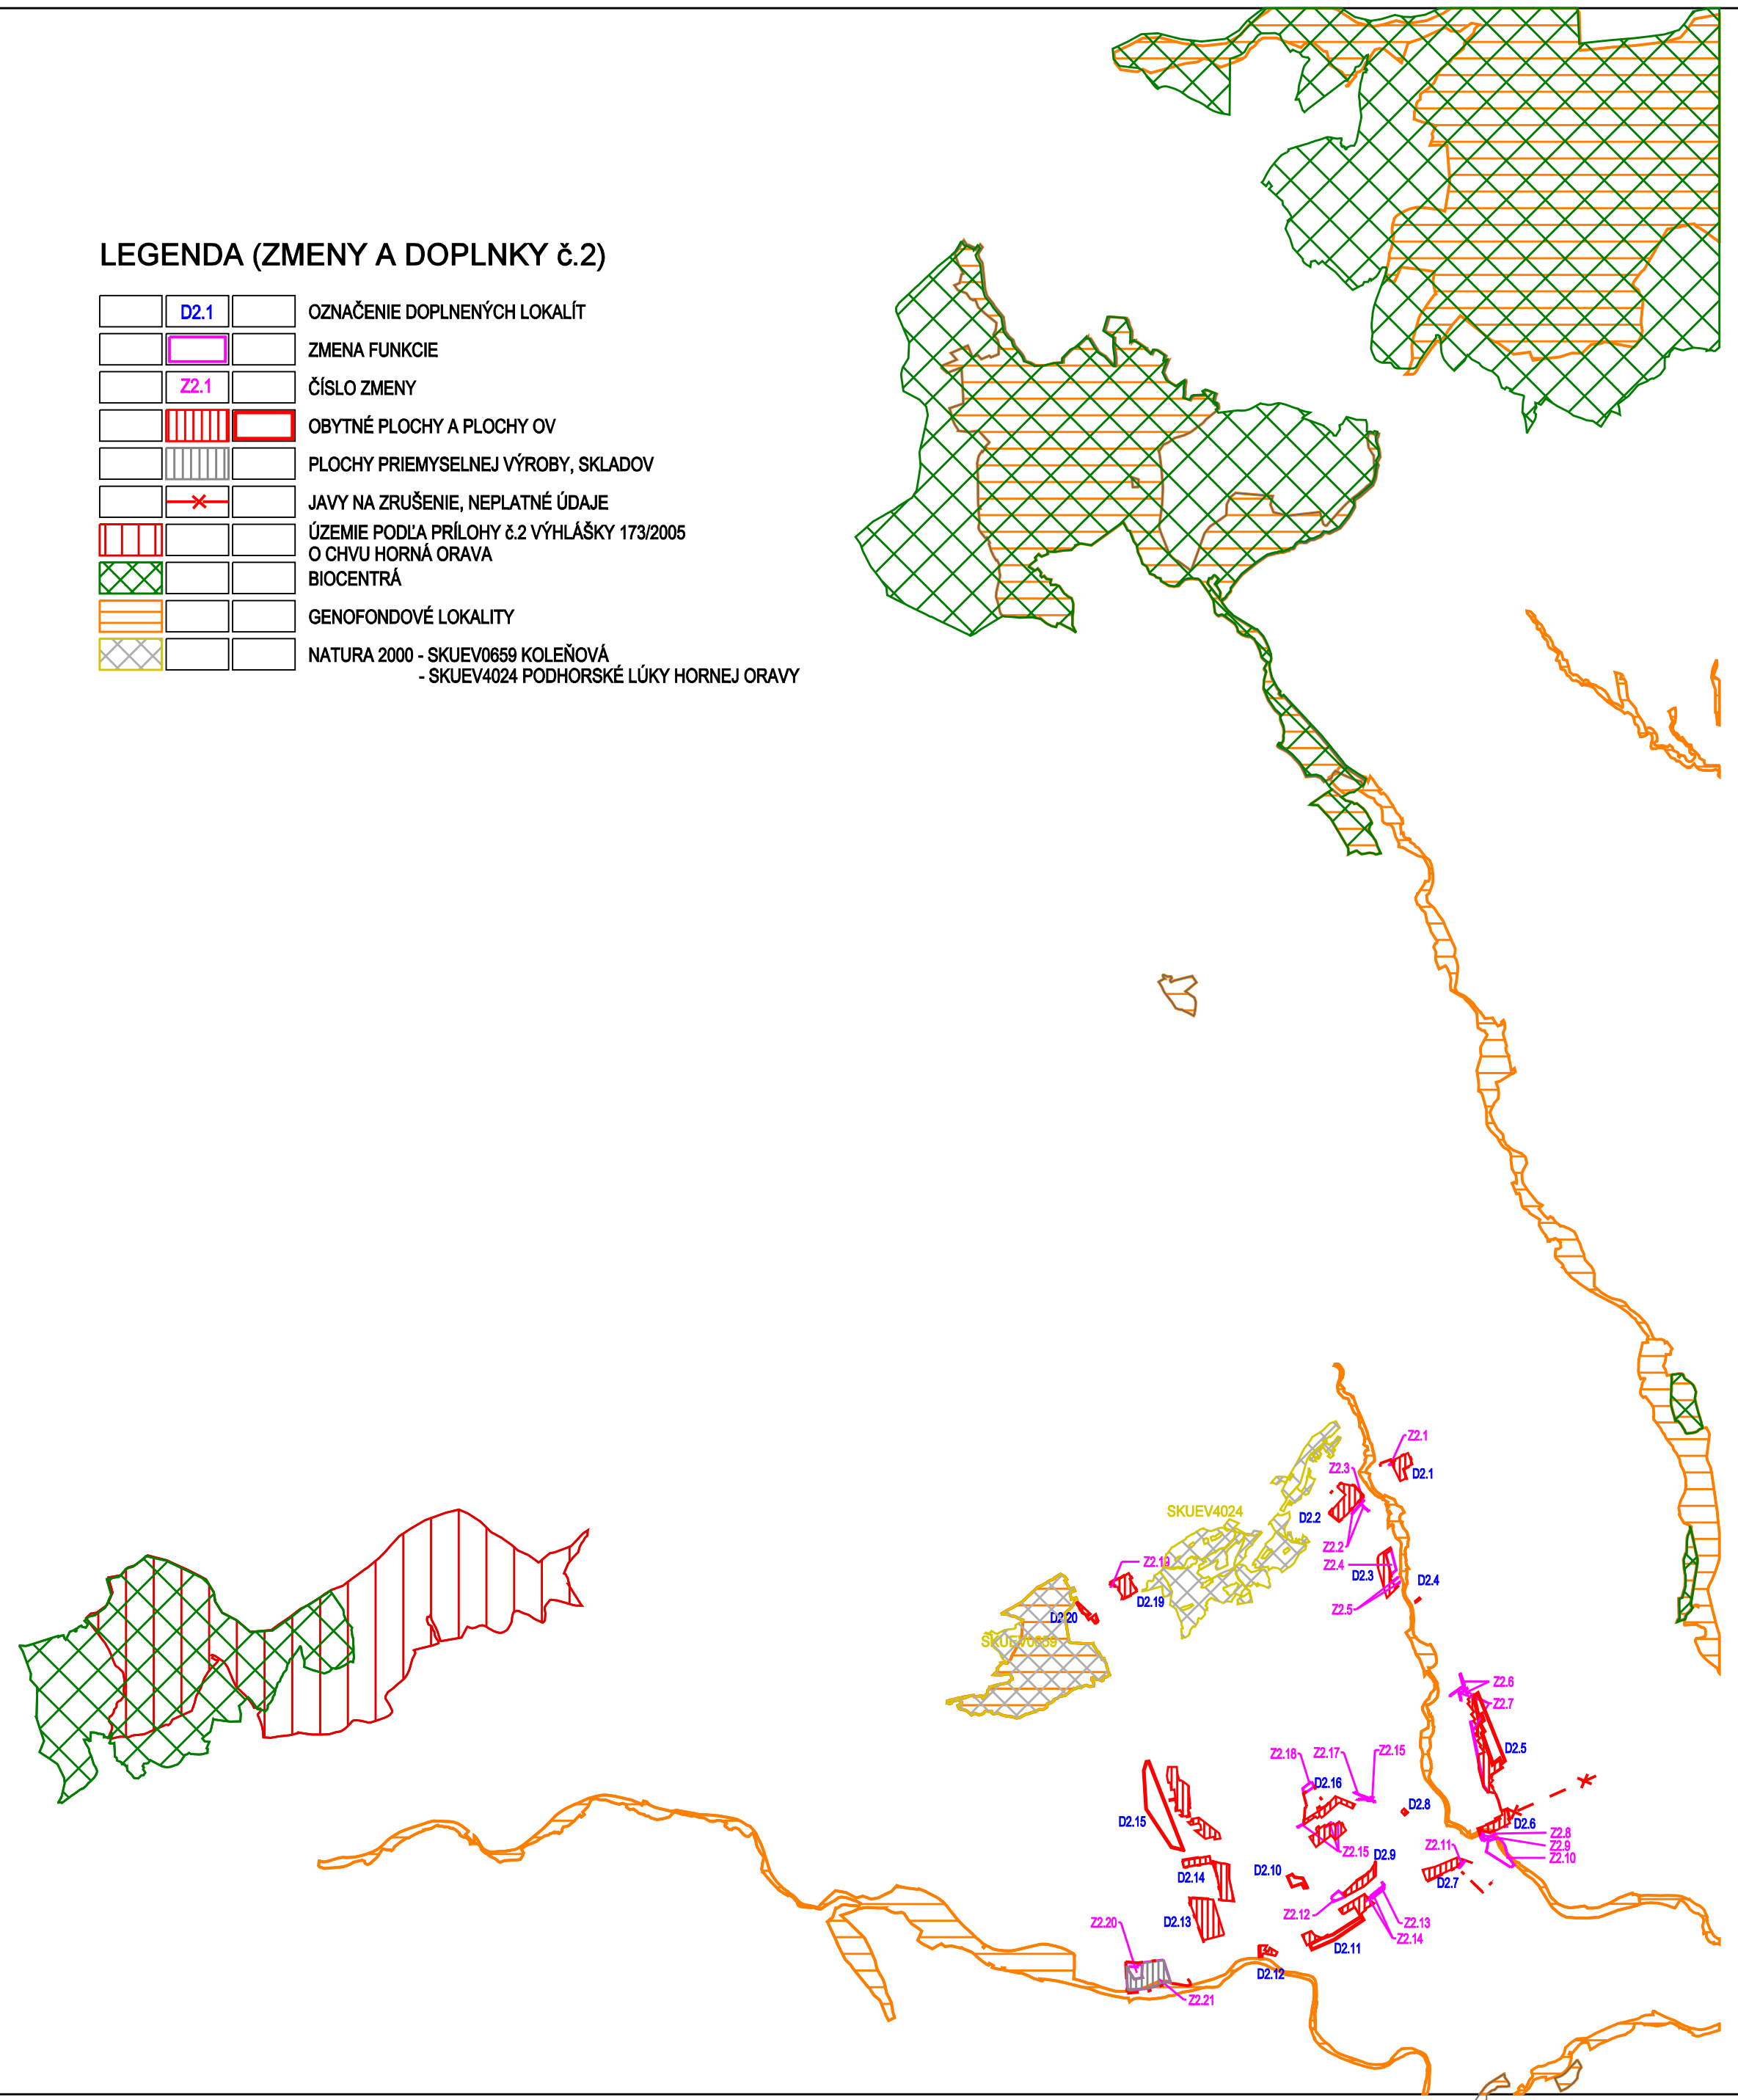 LEGENDA (ZMENY A DOPLNKY č.2)
D2.1 OZNAČENIE DOPLNENÝCH LOKALÍT
ZMENA FUNKCIE
Z2.1 ČÍSLO ZMENY
OBYTNÉ PLOCHY A PLOCHY OV
PLOCHY PRIEMYSELNEJ VÝROBY, SKLADOV
JAVY NA ZRUŠENIE, NEPLATNÉ ÚDAJE
ÚZEMIE PODĽA PRÍLOHY č.2 VÝHLÁŠKY 173/2005
O CHVU HORNÁ ORAVA
BIOCENTRÁ
GENOFONDOVÉ LOKALITY
NATURA 2000 - SKUEV0659 KOLEŇOVÁ
- SKUEV4024 PODHORSKÉ LÚKY HORNEJ ORAVY
Z2.1
Z2.3
D2.1
SKUEV4024
D2.2
Z2.2
Z2.19
Z2.4
D2.3
D2.4
D2.19
Z2.5
D2.20
SKUEV0659
Z2.6
Z2.7
D2.5
Z2.18
Z2.17
Z2.15
D2.16
D2.8
D2.15
D2.6
Z2.8
Z2.9
Z2.10
Z2.11
Z2.15
D2.9
D2.14
D2.10
D2.7
Z2.12
D2.13
Z2.20
Z2.13
Z2.14
D2.11
D2.12
Z2.21